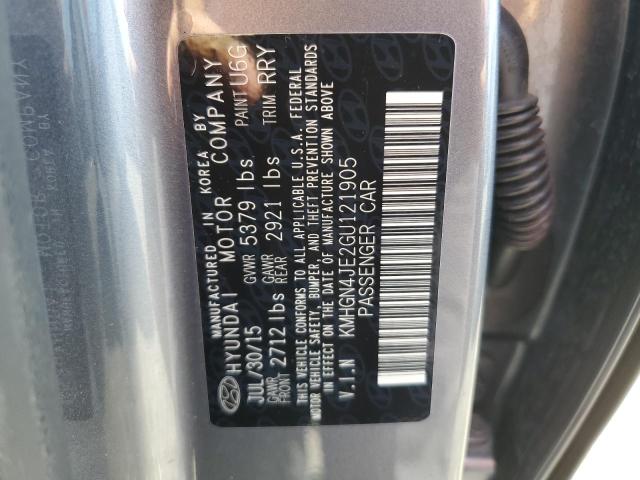 MANUFACTURED IN KOREA BY
HYUNDAI MOTOR COMPANY
JUL/30/15 GVWR 5379 lbs PAINT U6G
GAWR FRONT 2712 lbs GAWR REAR 2921 lbs TRIM RRY
THIS VEHICLE CONFORMS TO ALL APPLICABLE U.S.A. FEDERAL
MOTOR VEHICLE SAFETY, BUMPER, AND THEFT PREVENTION STANDARDS
IN EFFECT ON THE DATE OF MANUFACTURE SHOWN ABOVE
V.I.N KMHGN4JE2GU121905
PASSENGER CAR